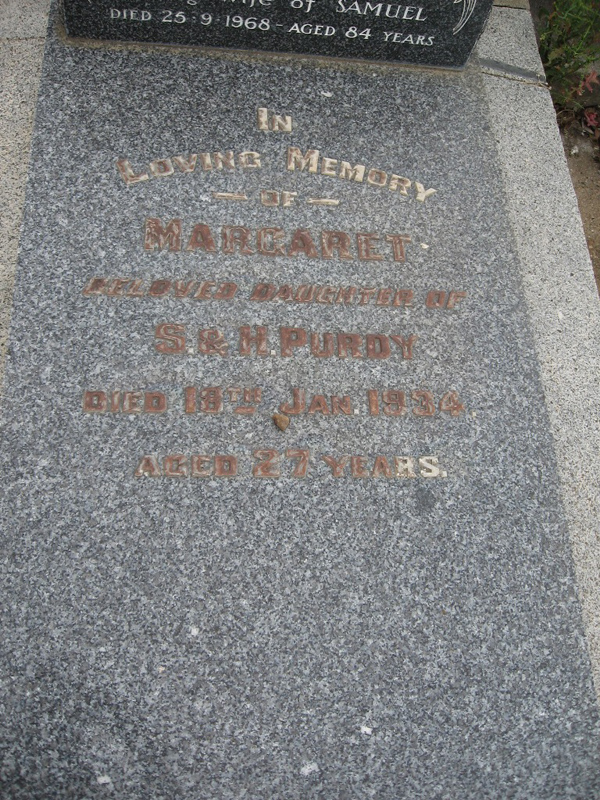 wife of SAMUEL
DIED 25·9·1968 - AGED 84 YEARS
IN
LOVING MEMORY
— OF —
MARGARET
BELOVED DAUGHTER OF
S. & H. PURDY
DIED 18TH JAN. 1934.
AGED 27 YEARS.